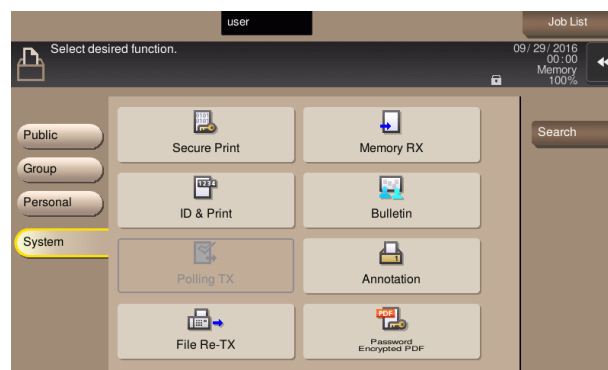 user
Job List
Select desired function.
09/29/2016
00:00
Memory
100%
Public
Group
Personal
System
Secure Print
Memory RX
ID & Print
Bulletin
Polling TX
Annotation
File Re-TX
PDF
Password
Encrypted PDF
Search